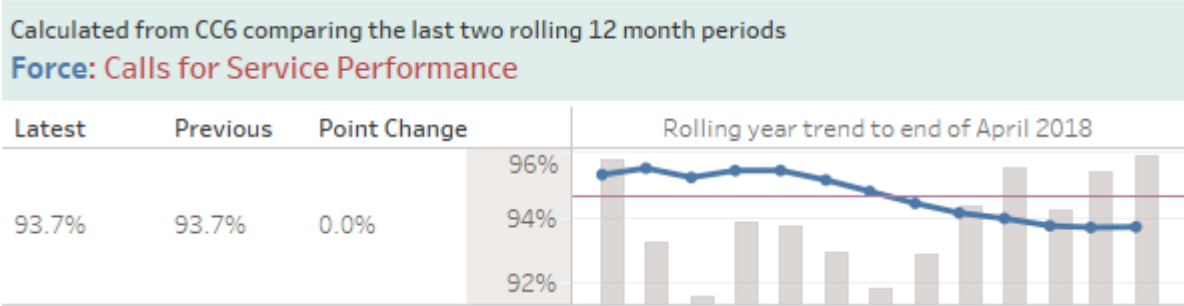 Calculated from CC6 comparing the last two rolling 12 month periods
Force: Calls for Service Performance
Latest Previous Point Change Rolling year trend to end of April 2018
96%
93.7% 93.7% 0.0% 94%
92%